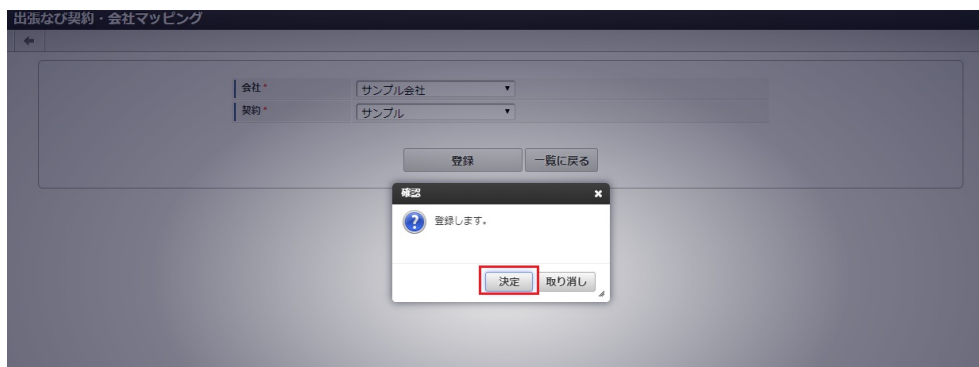 出張なび契約・会社マッピング
会社* サンプル会社
契約* サンプル
登録 一覧に戻る
確認
登録します。
決定 取り消し